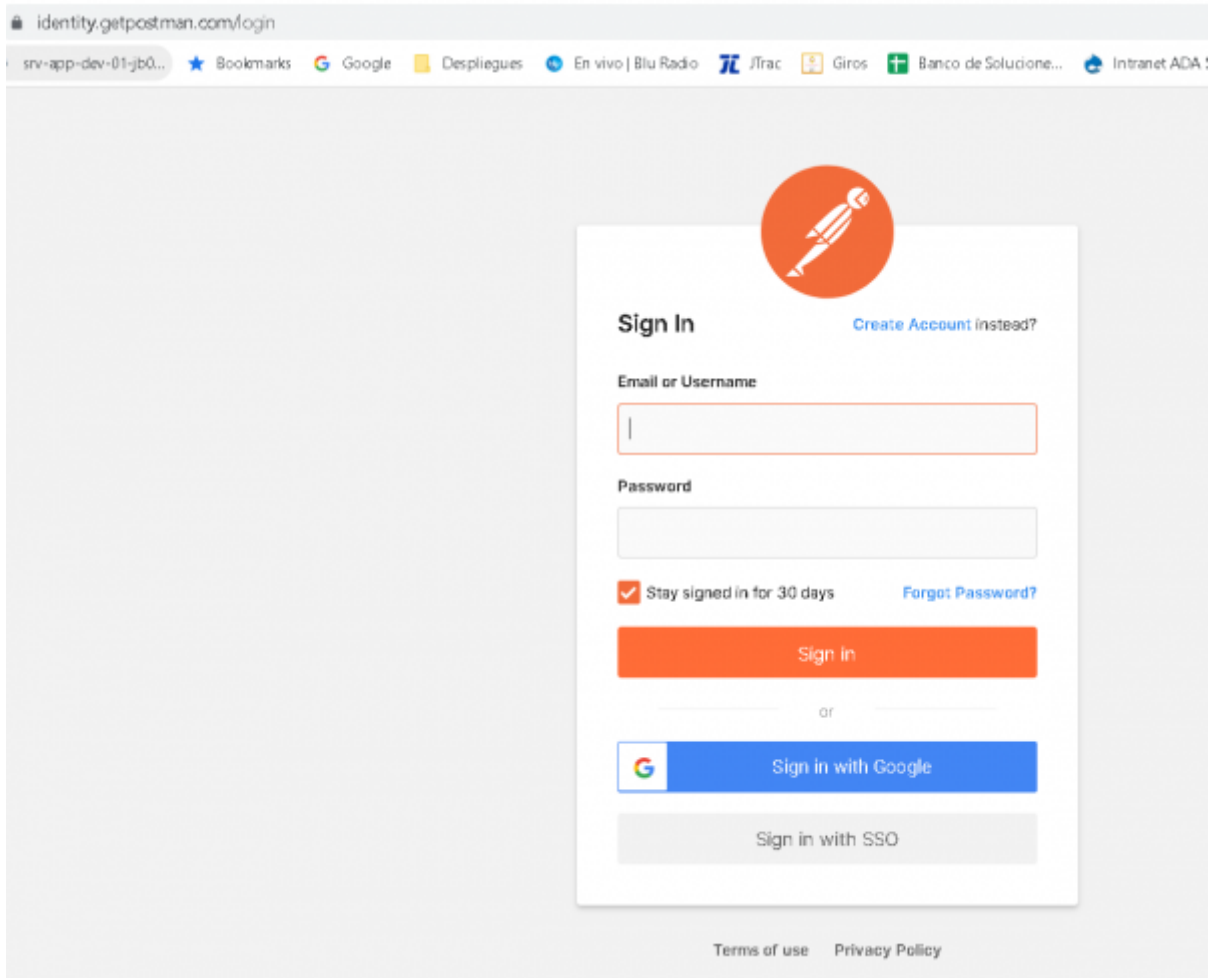 identity.getpostman.com/login
srv-app-dev-01-jb0... Bookmarks Google Despliegues En vivo | Blu Radio JTrac Giros Banco de Solucione... Intranet ADA
Sign In Create Account instead?
Email or Username
Password
Stay signed in for 30 days Forgot Password?
Sign in
or
Sign in with Google
Sign in with SSO
Terms of use Privacy Policy